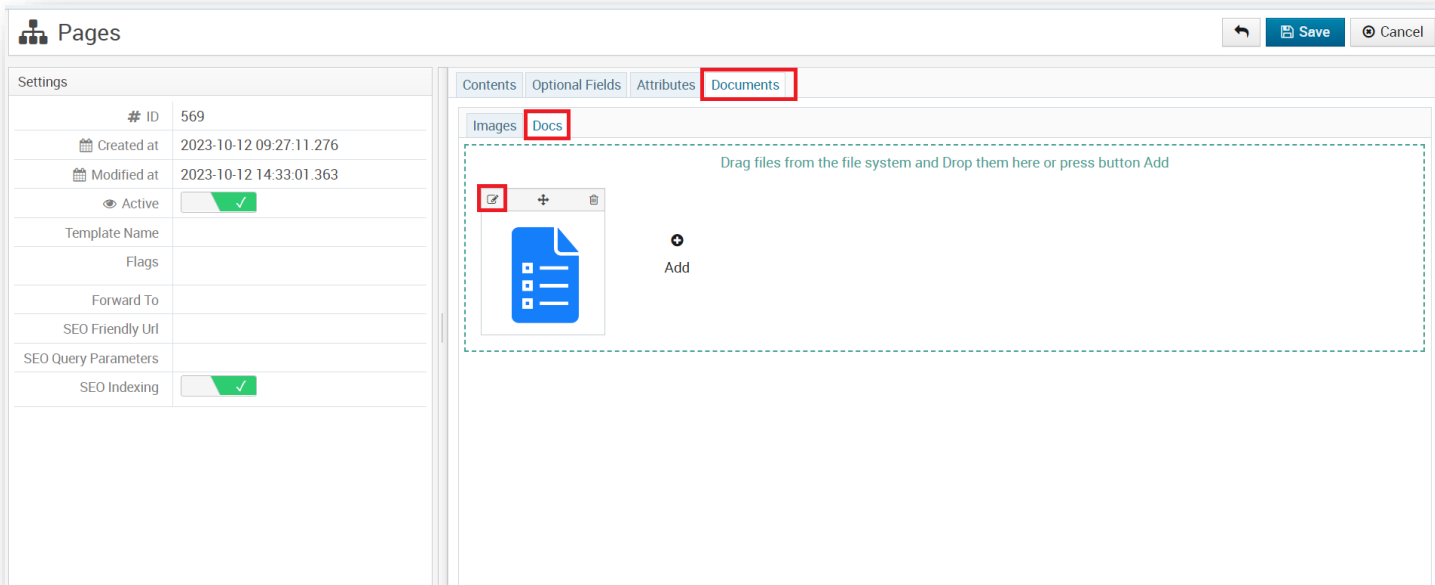 Pages
Save
Cancel
Settings
ID 569
Created at 2023-10-12 09:27:11.276
Modified at 2023-10-12 14:33:01.363
Active
Template Name
Flags
Forward To
SEO Friendly Url
SEO Query Parameters
SEO Indexing
Contents Optional Fields Attributes Documents
Images Docs
Drag files from the file system and Drop them here or press button Add
Add